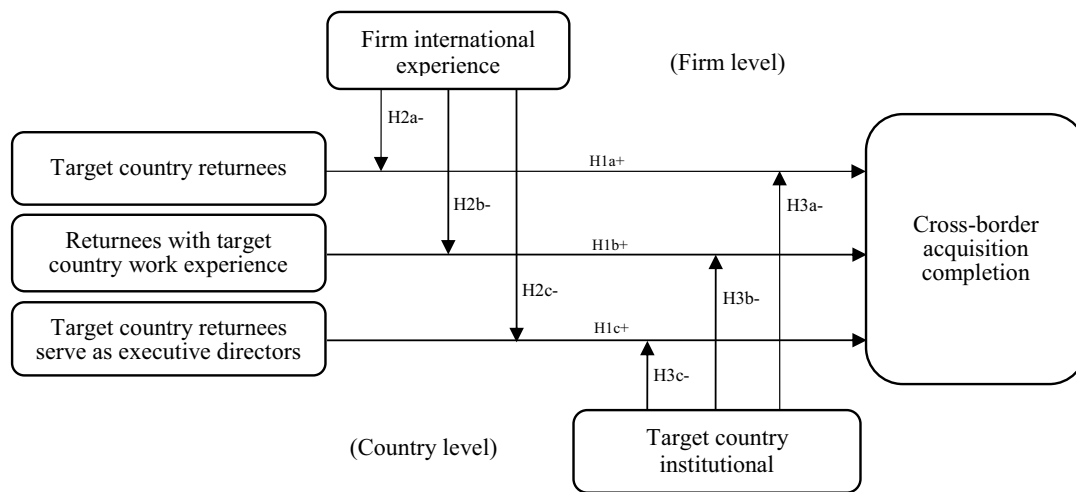 Firm international
experience
(Firm level)
H2a-
Target country returnees
H1a+
H2b-
H3a-
Returnees with target
country work experience
H1b+
Cross-border
acquisition
completion
H2c-
H3b-
Target country returnees
serve as executive directors
H1c+
H3c-
(Country level)
Target country
institutional